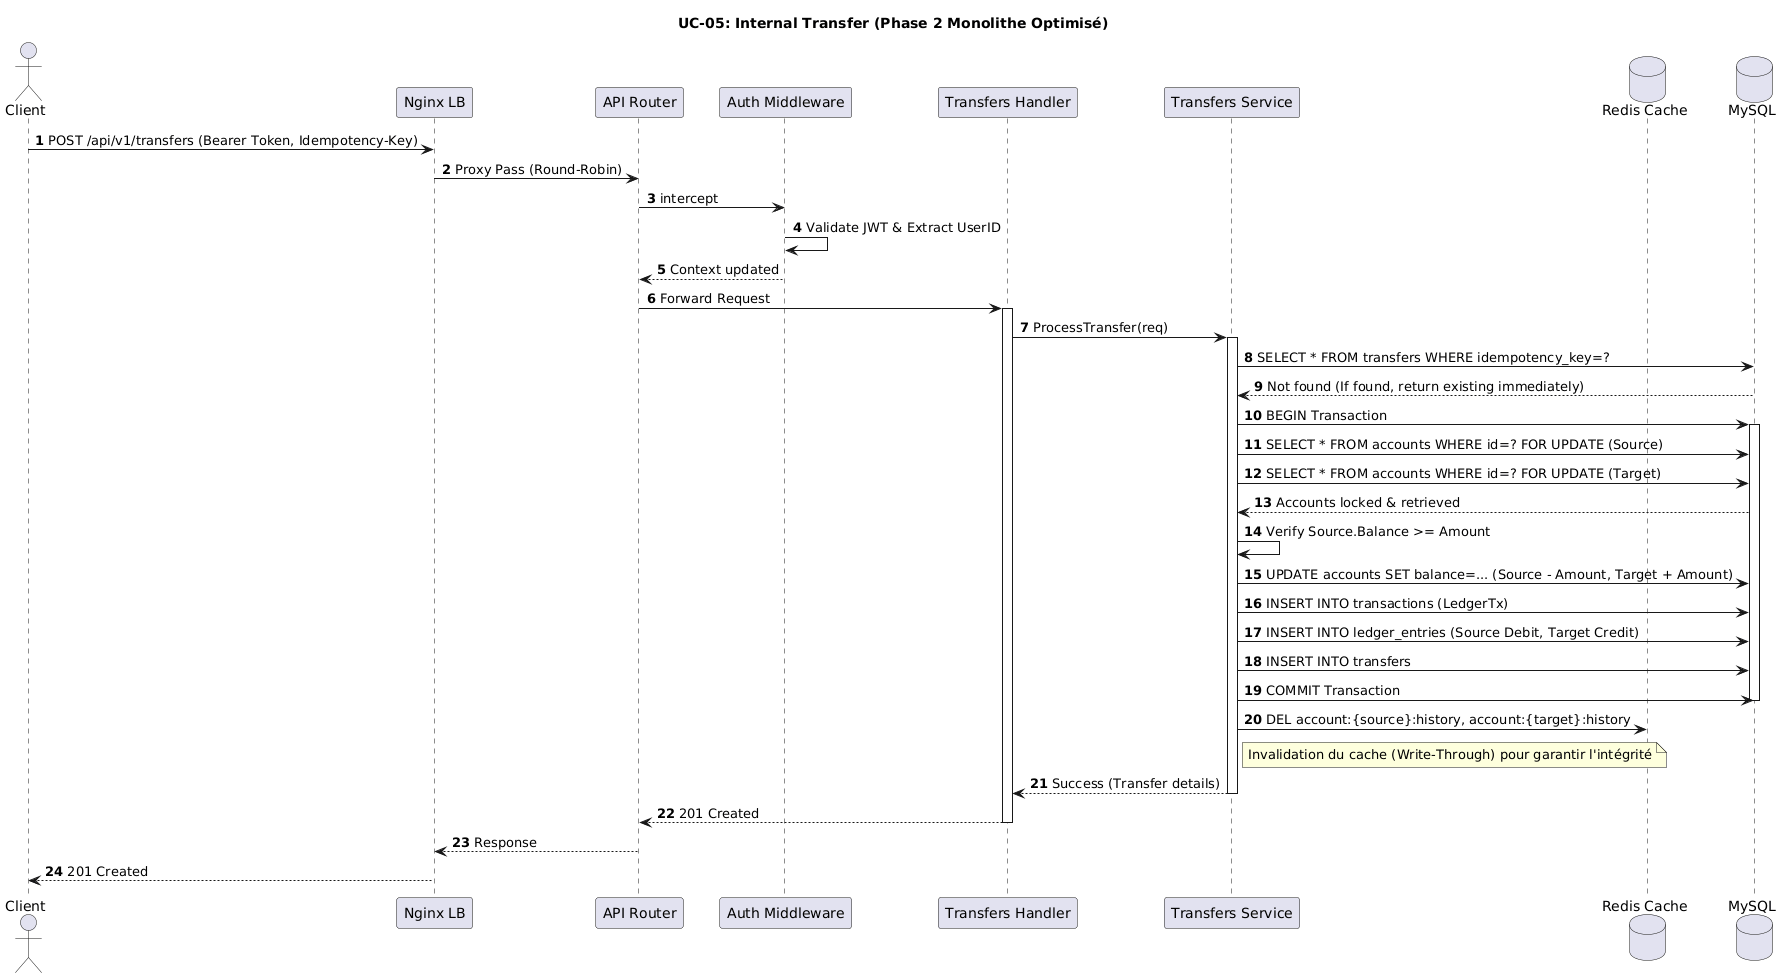 UC-05: Internal Transfer (Phase 2 Monolithe Optimisé)
Client
Nginx LB
API Router
Auth Middleware
Transfers Handler
Transfers Service
Redis Cache
MySQL
1 POST /api/v1/transfers (Bearer Token, Idempotency-Key)
2 Proxy Pass (Round-Robin)
3 intercept
4 Validate JWT & Extract UserID
5 Context updated
6 Forward Request
7 ProcessTransfer(req)
8 SELECT * FROM transfers WHERE idempotency_key=?
9 Not found (If found, return existing immediately)
10 BEGIN Transaction
11 SELECT * FROM accounts WHERE id=? FOR UPDATE (Source)
12 SELECT * FROM accounts WHERE id=? FOR UPDATE (Target)
13 Accounts locked & retrieved
14 Verify Source.Balance >= Amount
15 UPDATE accounts SET balance=... (Source - Amount, Target + Amount)
16 INSERT INTO transactions (LedgerTx)
17 INSERT INTO ledger_entries (Source Debit, Target Credit)
18 INSERT INTO transfers
19 COMMIT Transaction
20 DEL account:{source}:history, account:{target}:history
Invalidation du cache (Write-Through) pour garantir l'intégrité
21 Success (Transfer details)
22 201 Created
23 Response
24 201 Created
Client
Nginx LB
API Router
Auth Middleware
Transfers Handler
Transfers Service
Redis Cache
MySQL